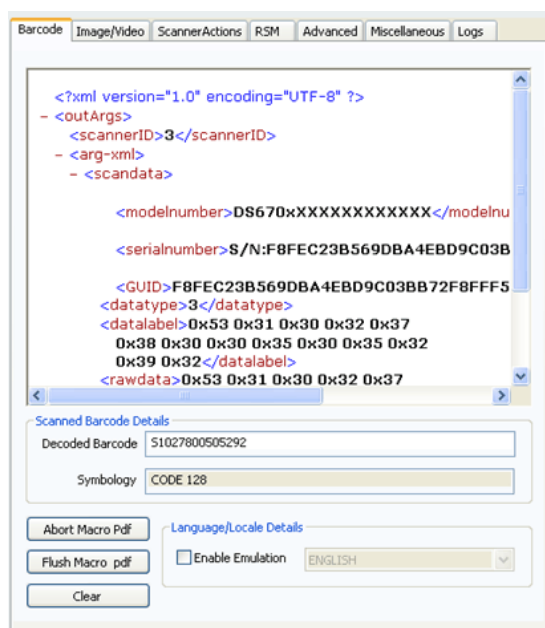 Barcode Image/Video ScannerActions RSM Advanced Miscellaneous Logs
<?xml version="1.0" encoding="UTF-8" ?>
– <outArgs>
<scannerID>3</scannerID>
– <arg-xml>
– <scandata>
<modelnumber>DS670xXXXXXXXXXXXX</modelnu
<serialnumber>S/N:F8FEC23B569DBA4EBD9C03B
<GUID>F8FEC23B569DBA4EBD9C03BB72F8FFF5
<datatype>3</datatype>
<datalabel>0x53 0x31 0x30 0x32 0x37
0x38 0x30 0x30 0x35 0x30 0x35 0x32
0x39 0x32</datalabel>
<rawdata>0x53 0x31 0x30 0x32 0x37
Scanned Barcode Details
Decoded Barcode S1027800505292
Symbology CODE 128
Abort Macro Pdf
Language/Locale Details
Flush Macro pdf
Enable Emulation ENGLISH
Clear